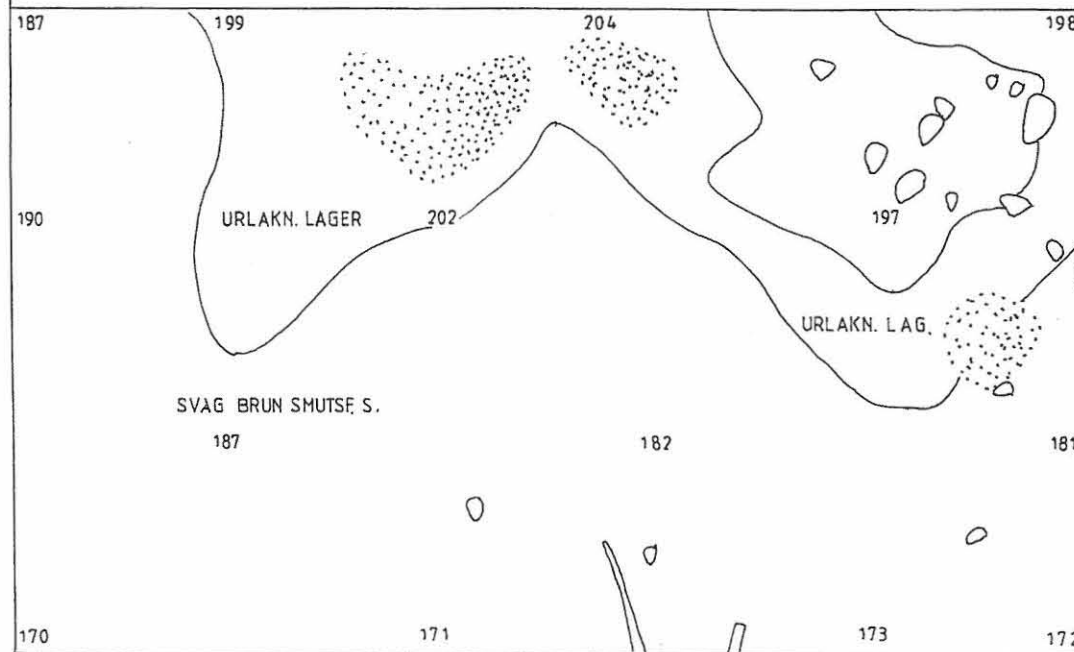 187 199 204 198
190 URLAKN. LAGER 202 197
URLAKN. LAG.
SVAG BRUN SMUTSF. S.
187 182 181
170 171 173 172